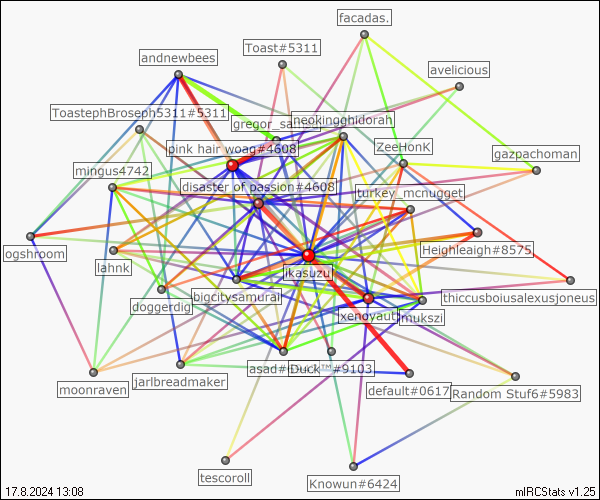 facadas.
Toast#5311
andnewbees
avelicious
ToastephBroseph5311#5311
neokingghidorah
pink hair woag#4608
ZeeHonK
gazpachoman
mingus4742
disaster of passion#4608
turkey_mcnugget
ogshroom
Heighleaigh#8575
lahnk
ikasuzu
bigcitysamurai
thiccusboiusalexusjoneus
doggerdig
xenoyaut
mukszi
Duck™#9103
moonraven
jarlbreadmaker
default#0617
Random Stuf6#5983
tescoroll
Knowun#6424
17.8.2024 13:08
mIRCStats v1.25